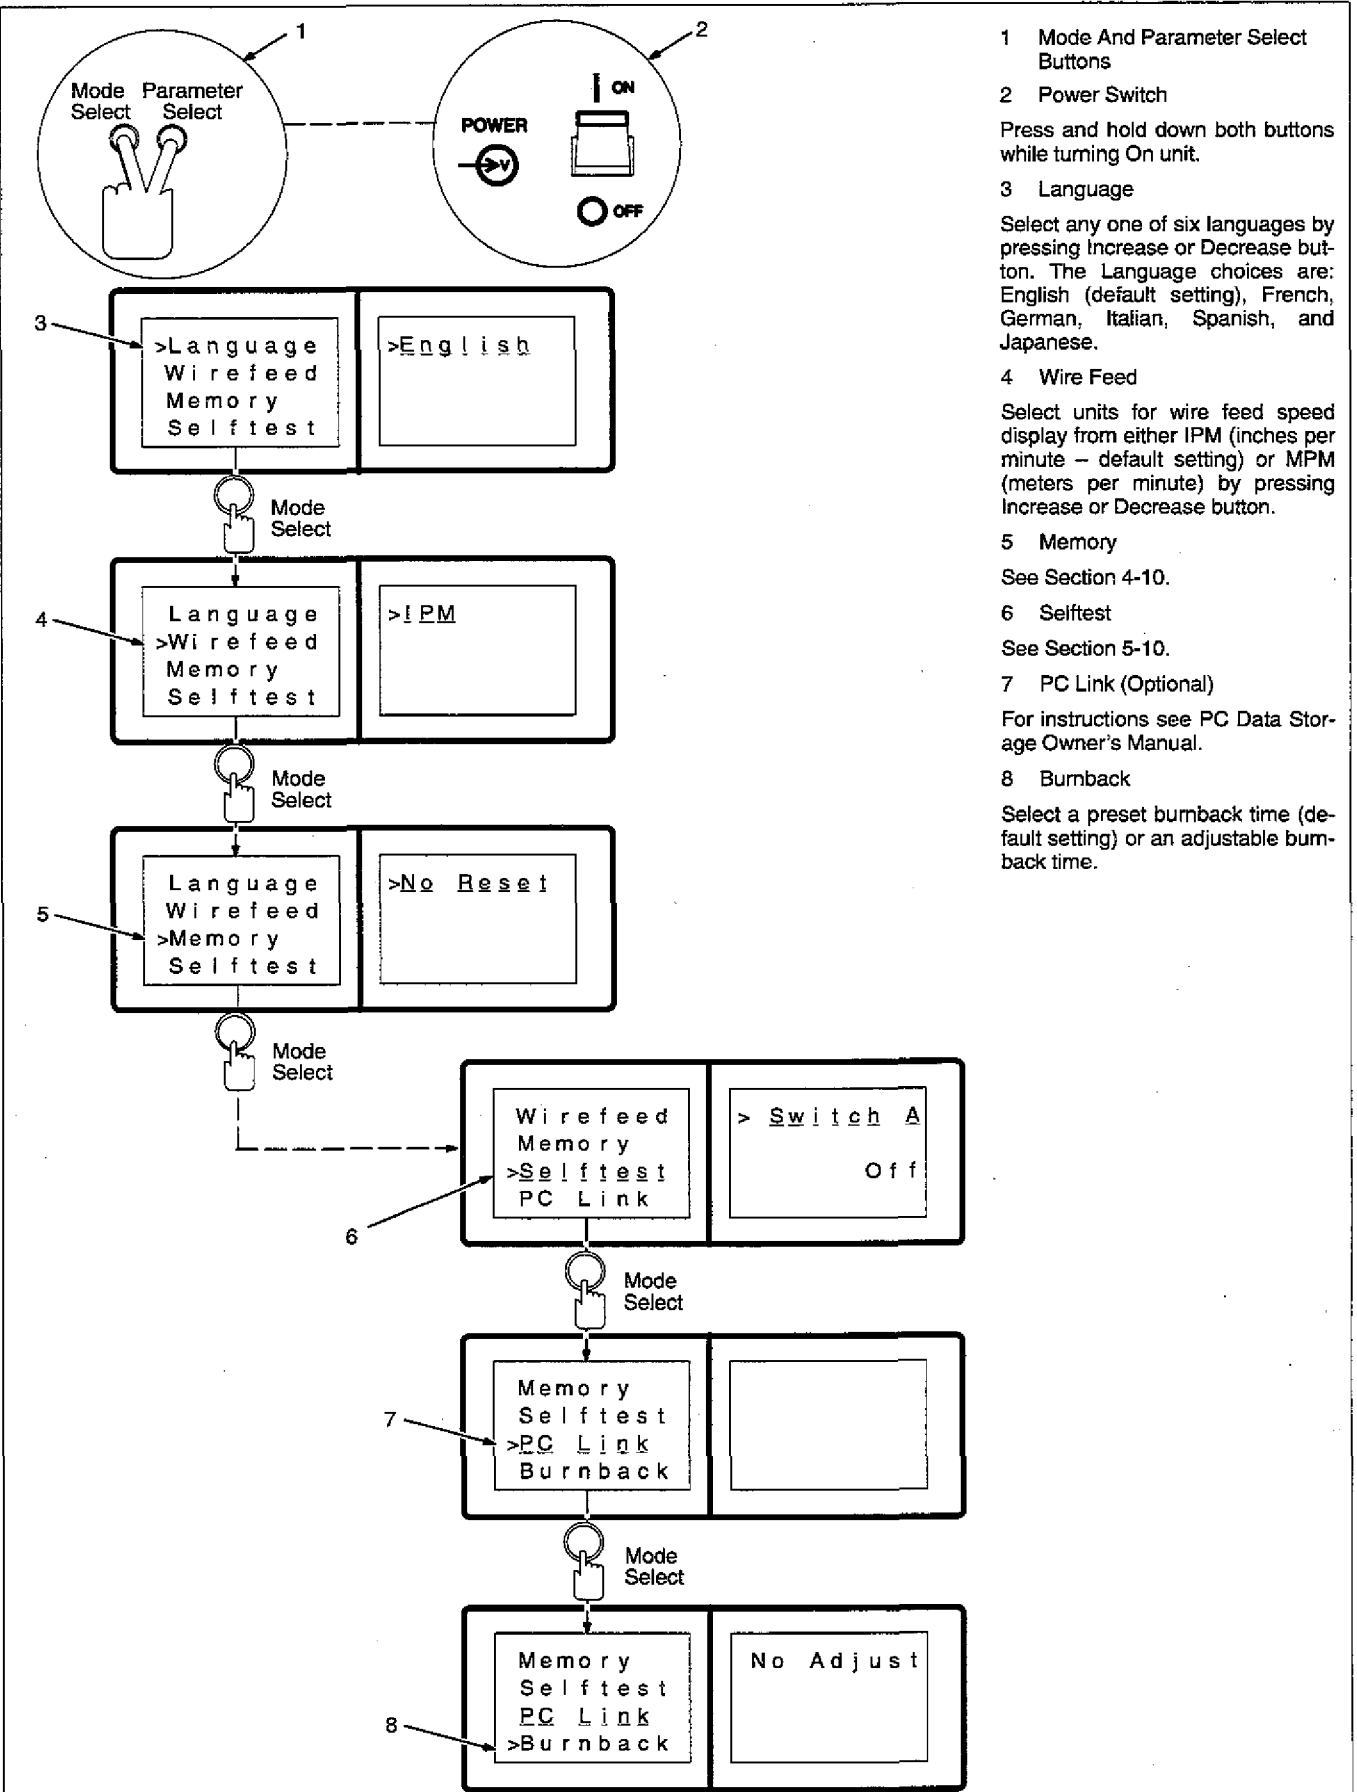 1
2
Mode Select
Parameter Select
ON
POWER
V
OFF
3
>Language
Wirefeed
Memory
Selftest
>English
Mode
Select
4
Language
>Wirefeed
Memory
Selftest
>IPM
Mode
Select
5
Language
Wirefeed
>Memory
Selftest
>No Reset
Mode
Select
6
Wirefeed
Memory
>Selftest
PC Link
> Switch A
Off
Mode
Select
7
Memory
Selftest
>PC Link
Burnback
Mode
Select
8
Memory
Selftest
PC Link
>Burnback
No Adjust
1 Mode And Parameter Select
Buttons
2 Power Switch
Press and hold down both buttons
while turning On unit.
3 Language
Select any one of six languages by
pressing Increase or Decrease but-
ton. The Language choices are:
English (default setting), French,
German, Italian, Spanish, and
Japanese.
4 Wire Feed
Select units for wire feed speed
display from either IPM (inches per
minute – default setting) or MPM
(meters per minute) by pressing
Increase or Decrease button.
5 Memory
See Section 4-10.
6 Selftest
See Section 5-10.
7 PC Link (Optional)
For instructions see PC Data Stor-
age Owner's Manual.
8 Burnback
Select a preset burnback time (de-
fault setting) or an adjustable burn-
back time.